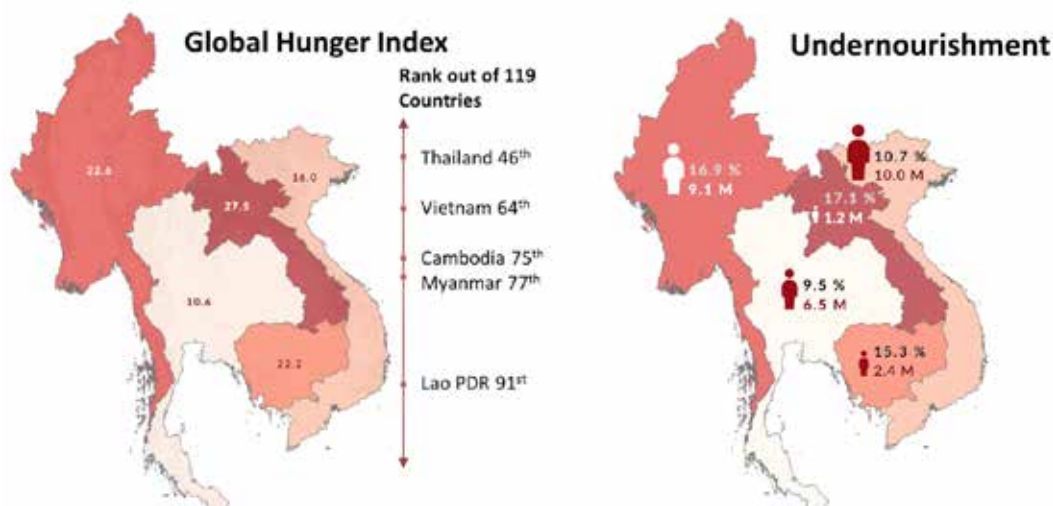 Global Hunger Index
Rank out of 119
Countries
Thailand 46th
Vietnam 64th
Cambodia 75th
Myanmar 77th
Lao PDR 91st
22.6
16.0
27.5
10.6
22.2
Undernourishment
16.9 %
9.1 M
10.7 %
10.0 M
17.1 %
1.2 M
9.5 %
6.5 M
15.3 %
2.4 M